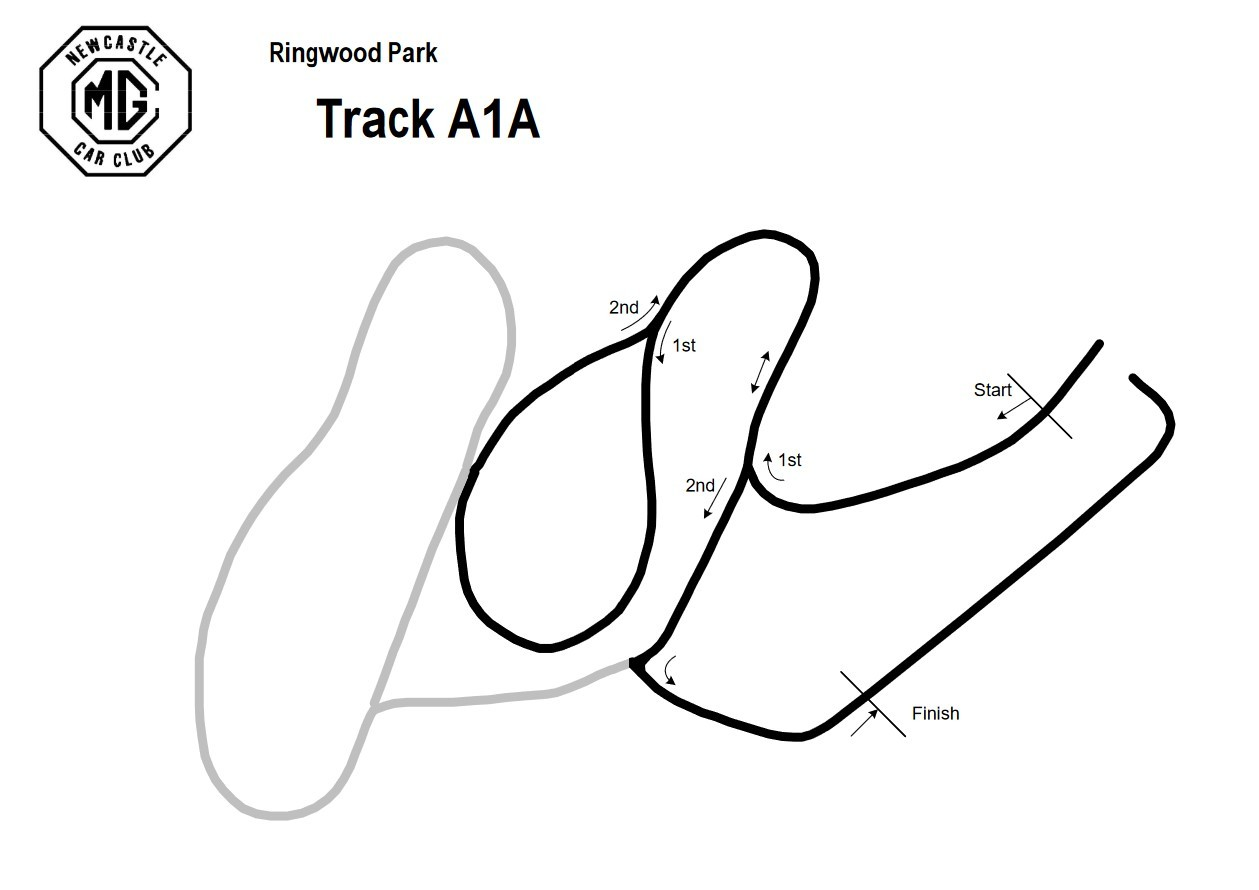 NEWCASTLE
MG
CAR CLUB
Ringwood Park
Track A1A
2nd
1st
Start
1st
2nd
Finish